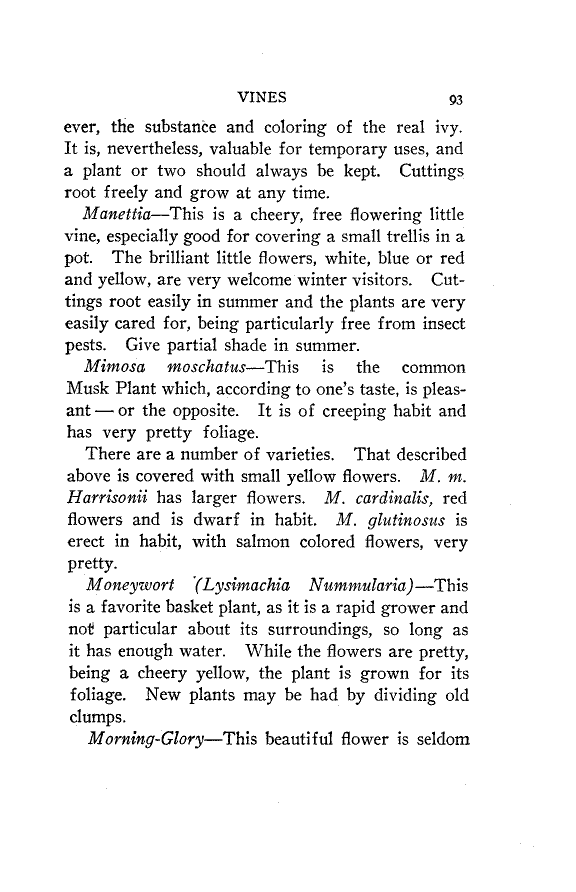 VINES 93
ever, the substance and coloring of the real ivy.
It is, nevertheless, valuable for temporary uses, and
a plant or two should always be kept. Cuttings
root freely and grow at any time.
Manettia—This is a cheery, free flowering little
vine, especially good for covering a small trellis in a
pot. The brilliant little flowers, white, blue or red
and yellow, are very welcome winter visitors. Cut-
tings root easily in summer and the plants are very
easily cared for, being particularly free from insect
pests. Give partial shade in summer.
Mimosa moschatus—This is the common
Musk Plant which, according to one's taste, is pleas-
ant — or the opposite. It is of creeping habit and
has very pretty foliage.
There are a number of varieties. That described
above is covered with small yellow flowers. M. m.
Harrisonii has larger flowers. M. cardinalis, red
flowers and is dwarf in habit. M. glutinosus is
erect in habit, with salmon colored flowers, very
pretty.
Moneywort (Lysimachia Nummularia)—This
is a favorite basket plant, as it is a rapid grower and
not particular about its surroundings, so long as
it has enough water. While the flowers are pretty,
being a cheery yellow, the plant is grown for its
foliage. New plants may be had by dividing old
clumps.
Morning-Glory—This beautiful flower is seldom